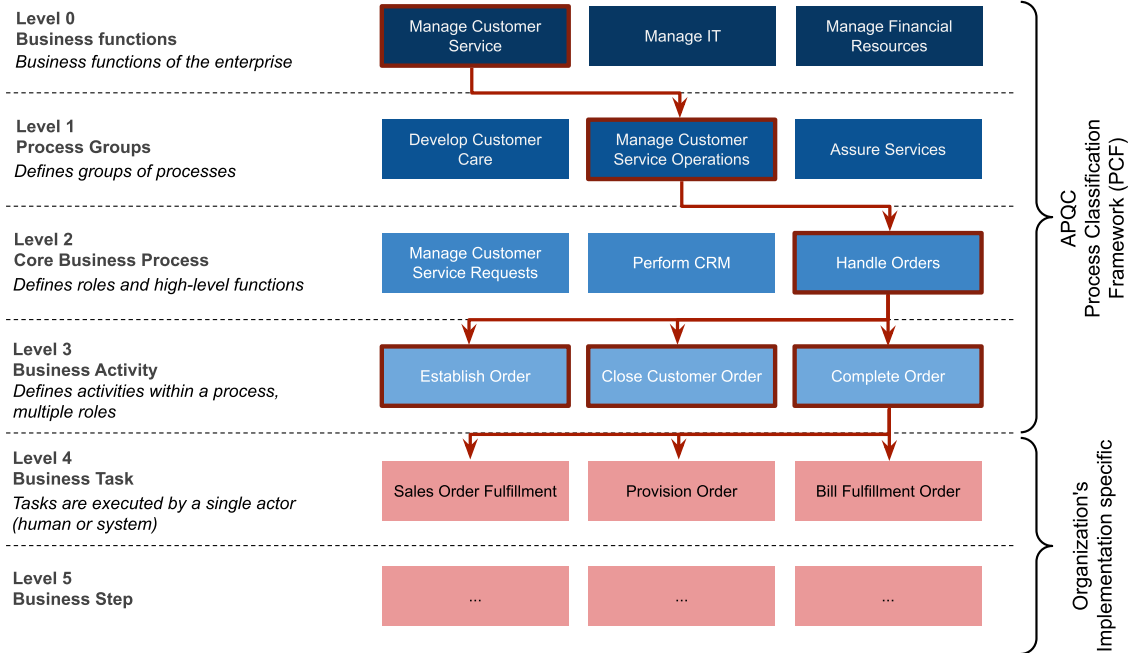 Level 0
Business functions
Business functions of the enterprise
Manage Customer
Service
Manage IT
Manage Financial
Resources
Level 1
Process Groups
Defines groups of processes
Develop Customer
Care
Manage Customer
Service Operations
Assure Services
Level 2
Core Business Process
Defines roles and high-level functions
Manage Customer
Service Requests
Perform CRM
Handle Orders
Level 3
Business Activity
Defines activities within a process,
multiple roles
Establish Order
Close Customer Order
Complete Order
APQC
Process Classification
Framework (PCF)
Level 4
Business Task
Tasks are executed by a single actor
(human or system)
Sales Order Fulfillment
Provision Order
Bill Fulfillment Order
Level 5
Business Step
...
...
...
Organization's
Implementation specific